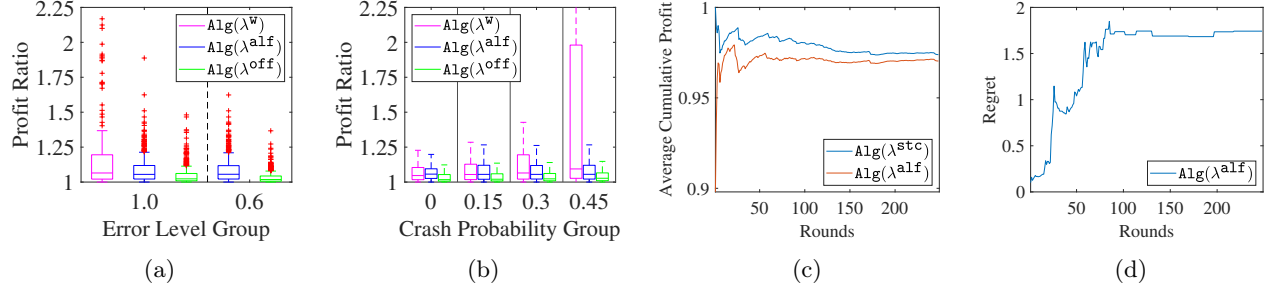 2.25
2
1.75
1.5
1.25
1
Profit Ratio
Alg(λ^W)
Alg(λ^alf)
Alg(λ^off)
1.0 0.6
Error Level Group
(a)
2.25
2
1.75
1.5
1.25
1
Profit Ratio
Alg(λ^W)
Alg(λ^alf)
Alg(λ^off)
0 0.15 0.3 0.45
Crash Probability Group
(b)
1
0.95
0.9
Average Cumulative Profit
Alg(λ^stc)
Alg(λ^alf)
50 100 150 200
Rounds
(c)
2
1.5
1
0.5
0
Regret
Alg(λ^alf)
50 100 150 200
Rounds
(d)